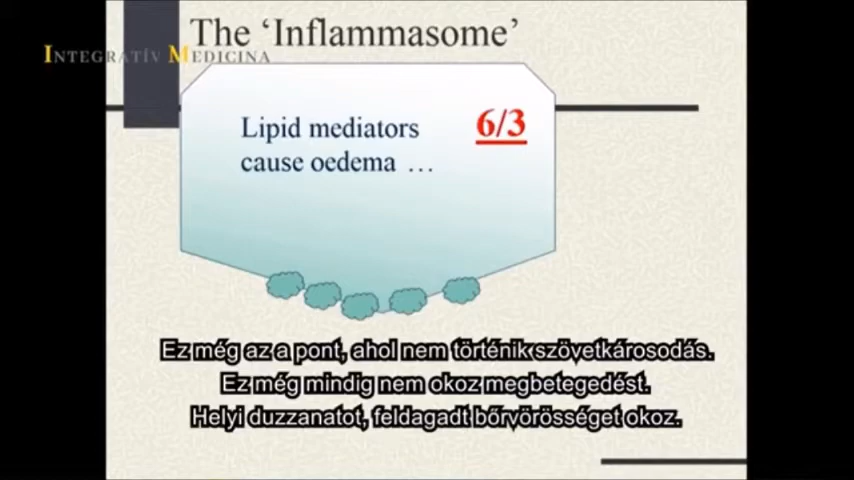 The ‘Inflammasome’
INTEGRATÍV MEDICINA
Lipid mediators
cause oedema …
6/3
Ez még az a pont, ahol nem történik szövetkárosodás.
Ez még mindig nem okoz megbetegedést.
Helyi duzzanatot, feldagadt bőrvörösséget okoz.